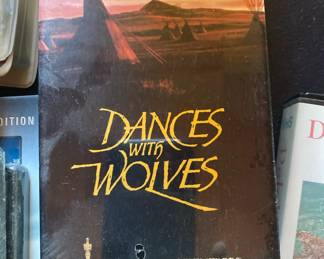 DANCES
with
WOLVES
DITION
D